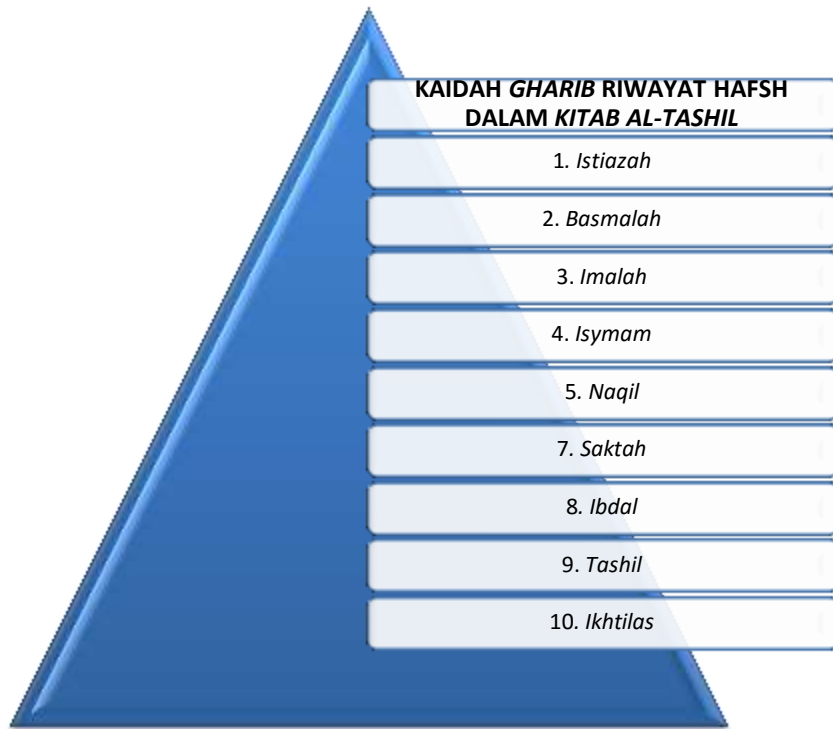 KAIDAH GHARIB RIWAYAT HAFSH
DALAM KITAB AL-TASHIL
1. Istiazah
2. Basmalah
3. Imalah
4. Isymam
5. Naqil
7. Saktah
8. Ibdal
9. Tashil
10. Ikhtilas